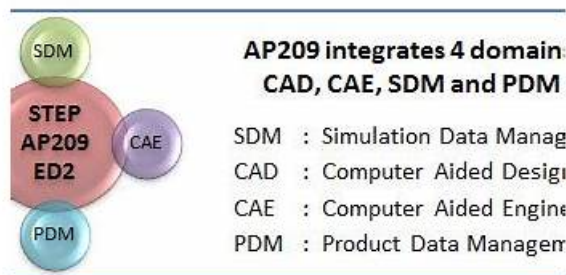 SDM
STEP
AP209
ED2
CAE
PDM
AP209 integrates 4 domain
CAD, CAE, SDM and PDM
SDM : Simulation Data Manag
CAD : Computer Aided Desig
CAE : Computer Aided Engine
PDM : Product Data Managem